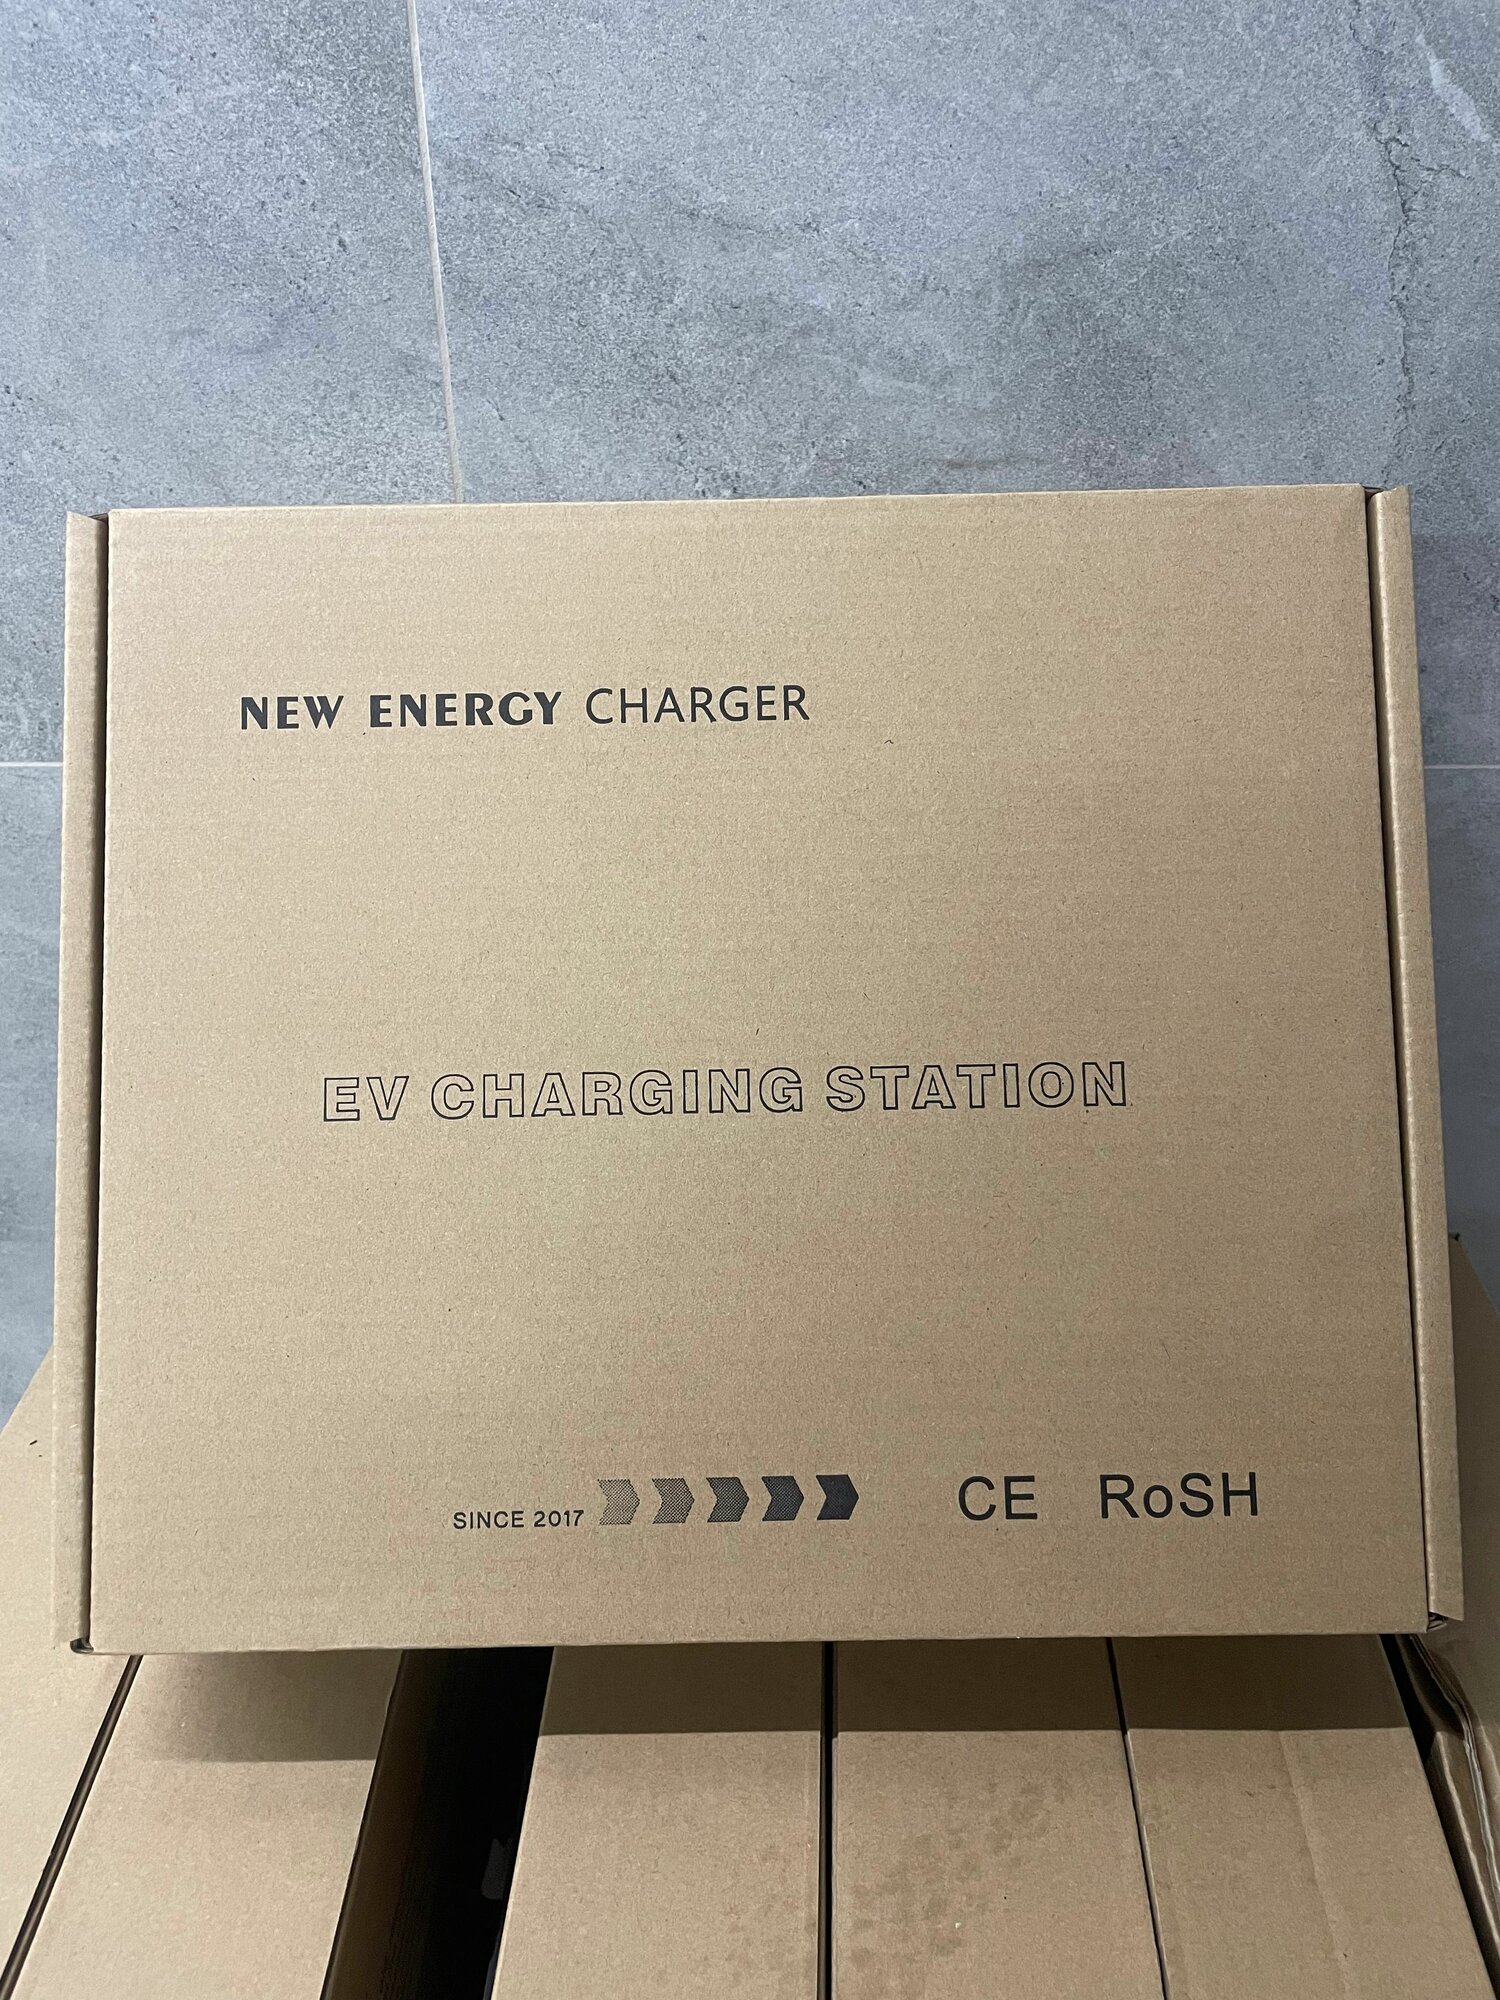 NEW ENERGY CHARGER
EV CHARGING STATION
SINCE 2017 CE RoSH